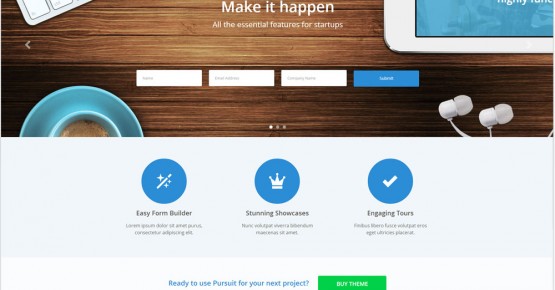 highly func
Make it happen
All the essential features for startups
Name
Email Address
Company Name
Submit
Easy Form Builder
Stunning Showcases
Engaging Tours
Lorem ipsum dolor sit amet purus, consectetur adipiscing elit.
Nunc volutpat viverra bibendum maecenas sit amet.
Finibus libero fusce volutpat eros eget ultricies placerat.
Ready to use Pursuit for your next project?
BUY THEME